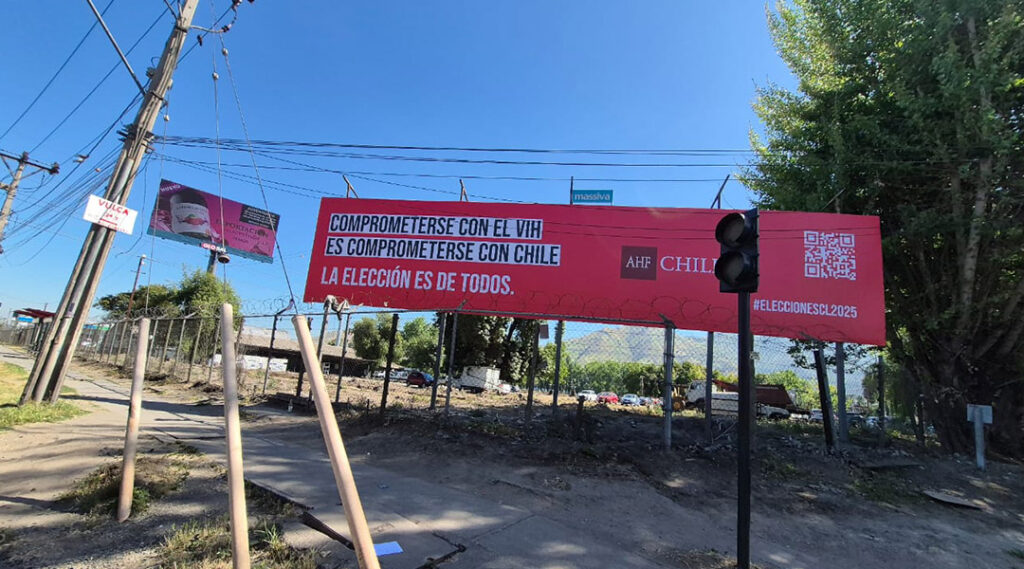 massiva
COMPROMETERSE CON EL VIH
ES COMPROMETERSE CON CHILE
LA ELECCIÓN ES DE TODOS.
AHF
CHILE
#ELECCIONESCL2025
VULCA